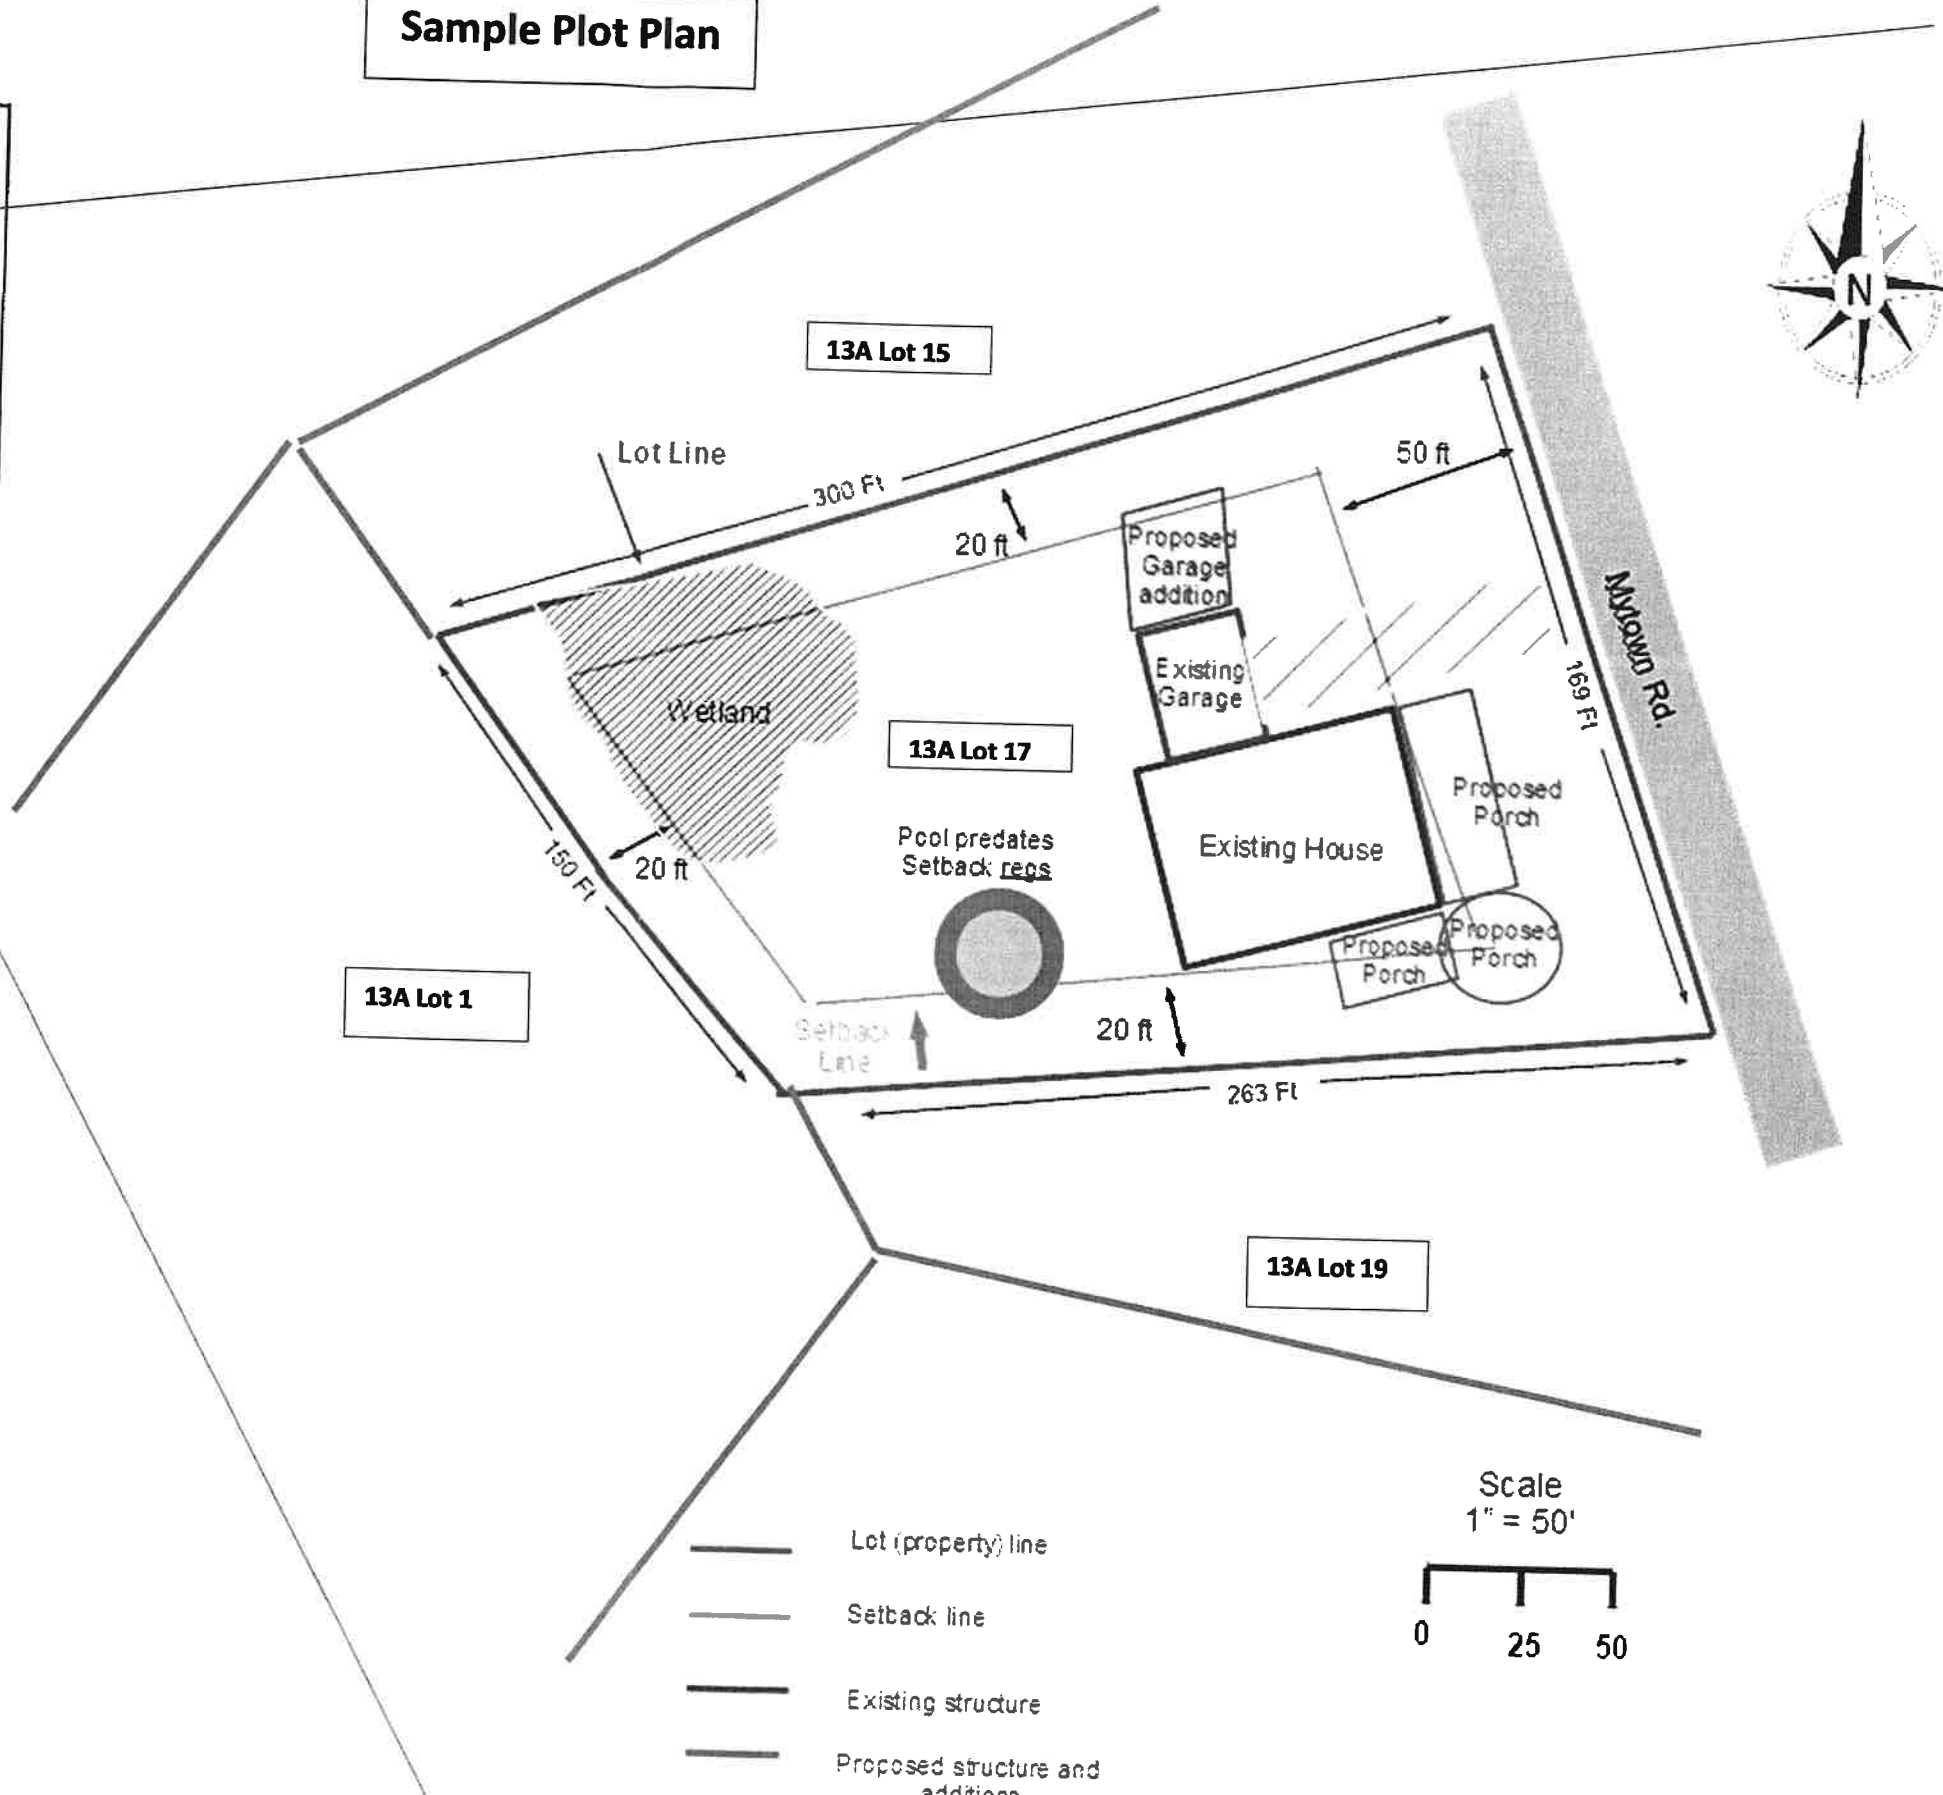 Sample Plot Plan
N
13A Lot 15
Lot Line
300 Ft
50 ft
20 ft
Proposed
Garage
addition
Mytown Rd.
Existing
Garage
169 Ft
Wetland
13A Lot 17
Proposed
Porch
Pool predates
Setback regs
Existing House
150 Ft
20 ft
Proposed
Porch
Proposed
Porch
13A Lot 1
Setback
Line
20 ft
263 Ft
13A Lot 19
Scale
1" = 50'
0 25 50
Lot (property) line
Setback line
Existing structure
Proposed structure and
additions